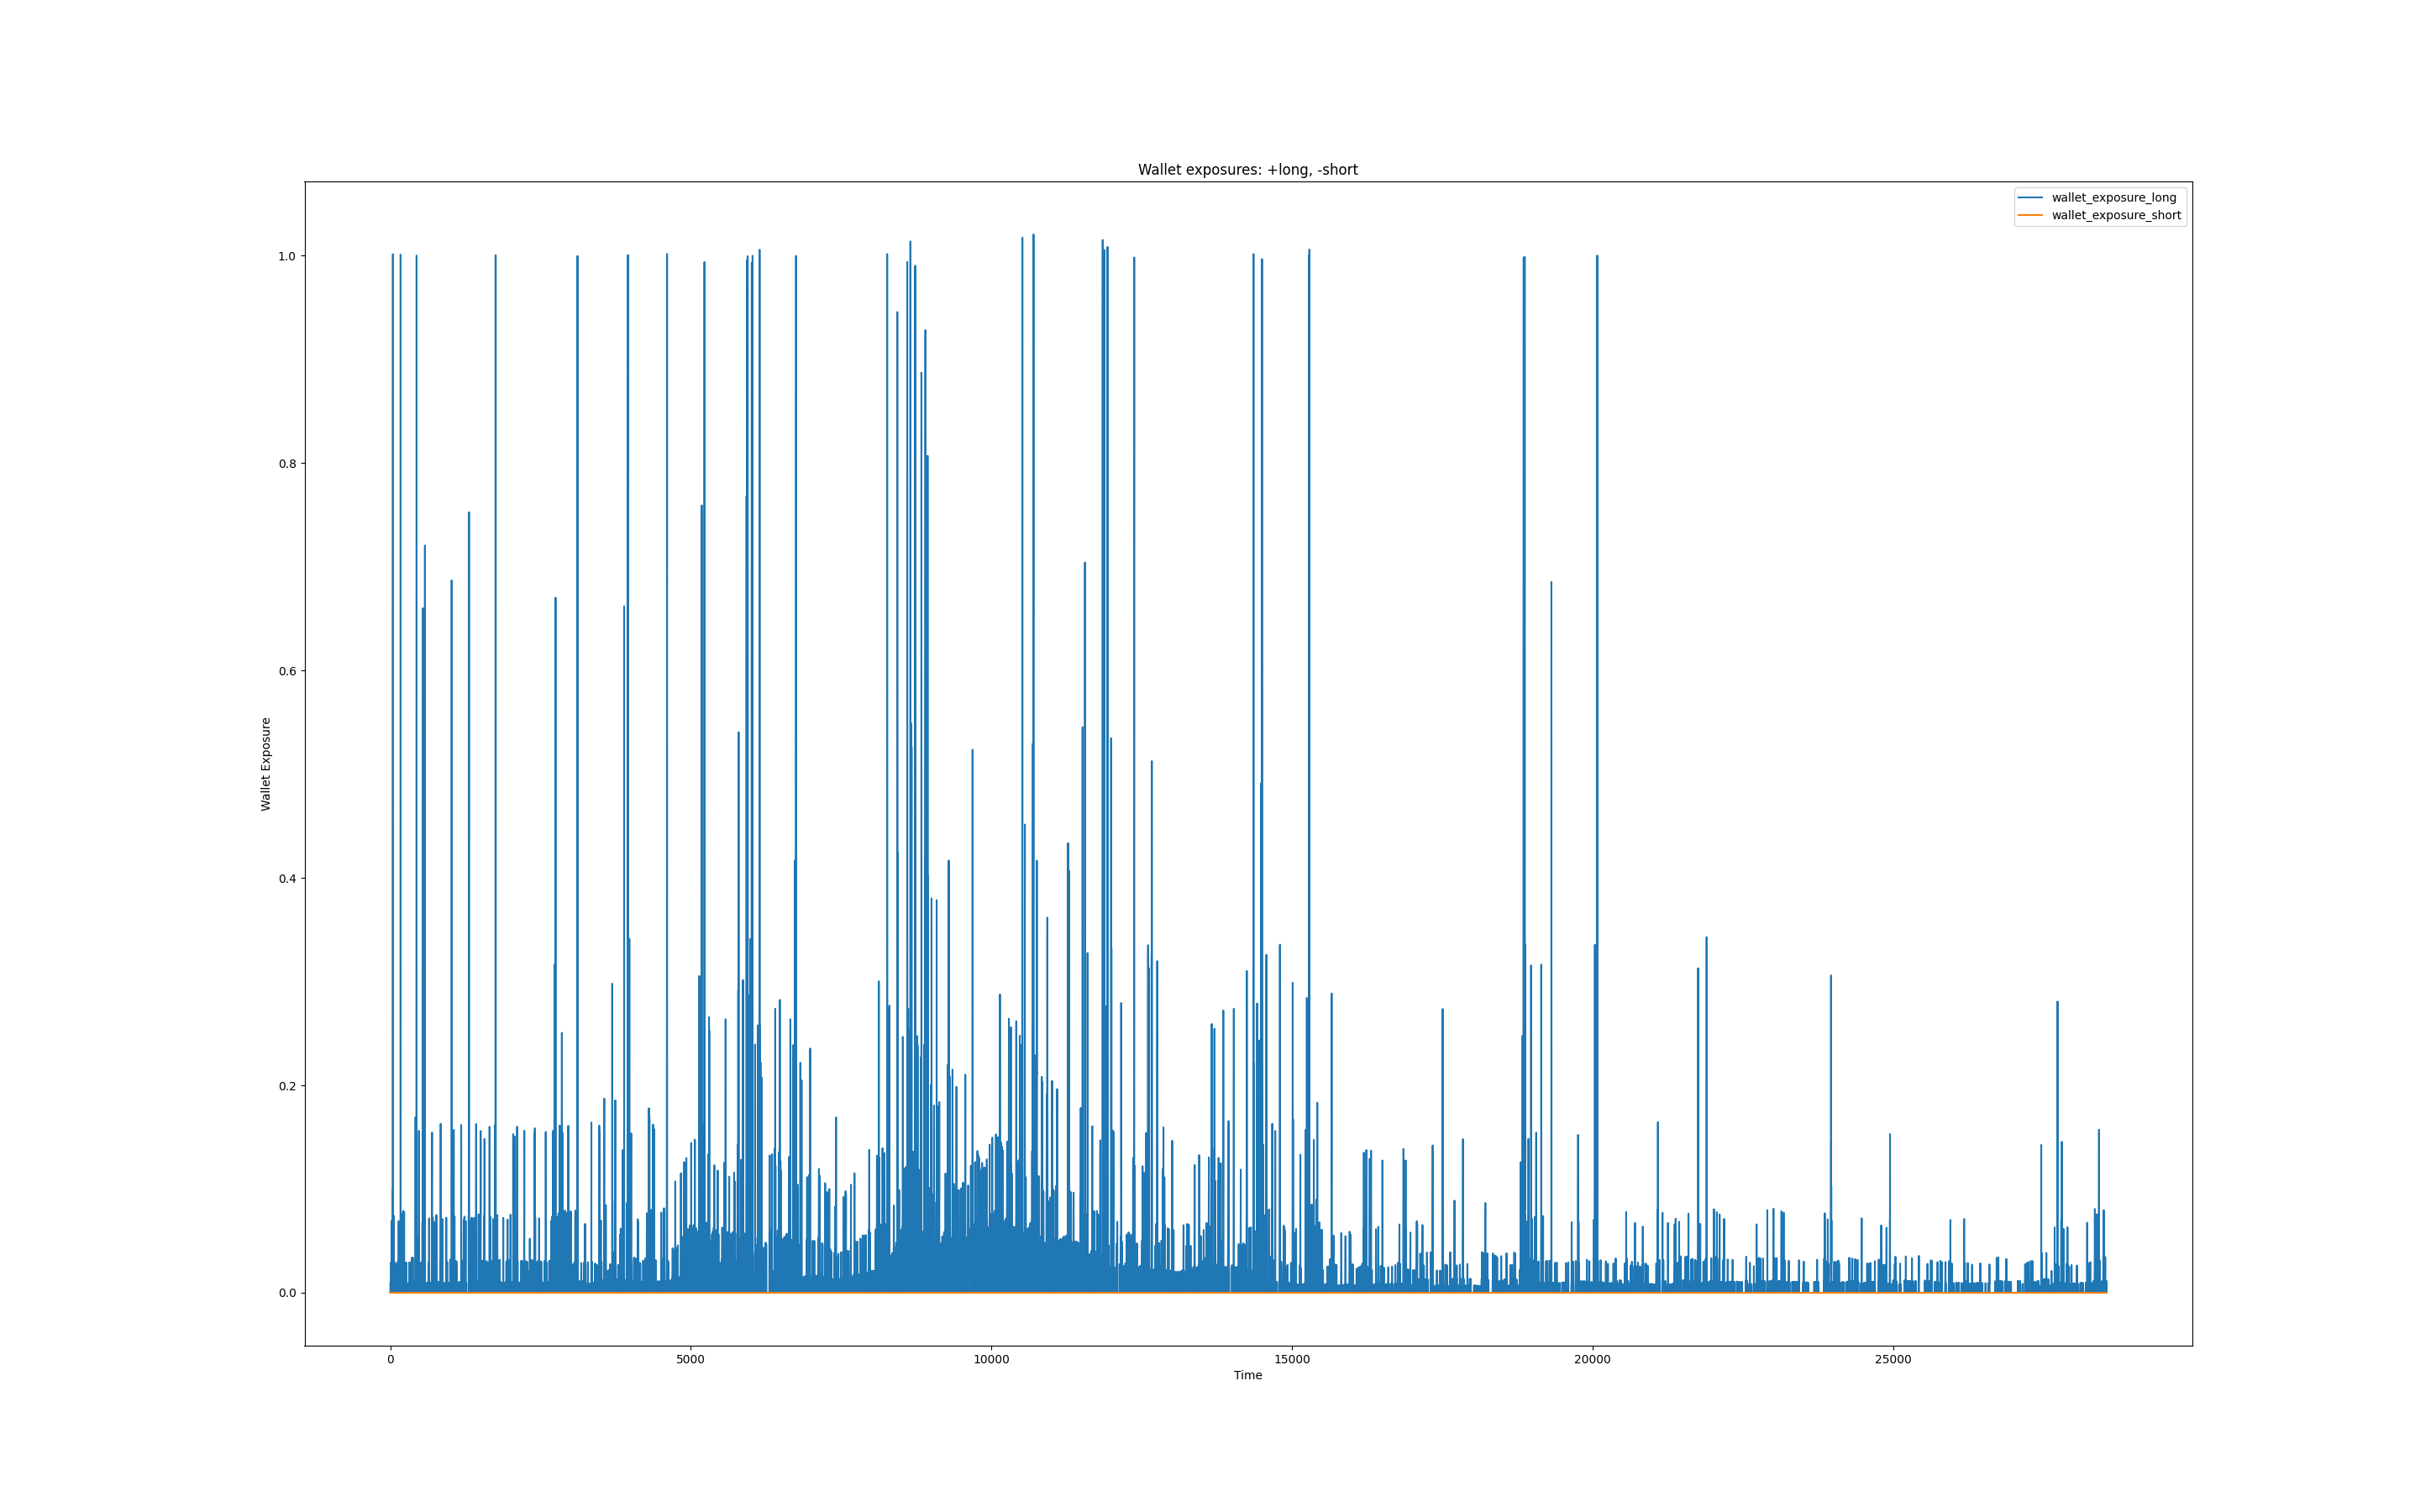 Wallet exposures: +long, -short
wallet_exposure_long
wallet_exposure_short
1.0
0.8
0.6
0.4
0.2
0.0
Wallet Exposure
0 5000 10000 15000 20000 25000
Time